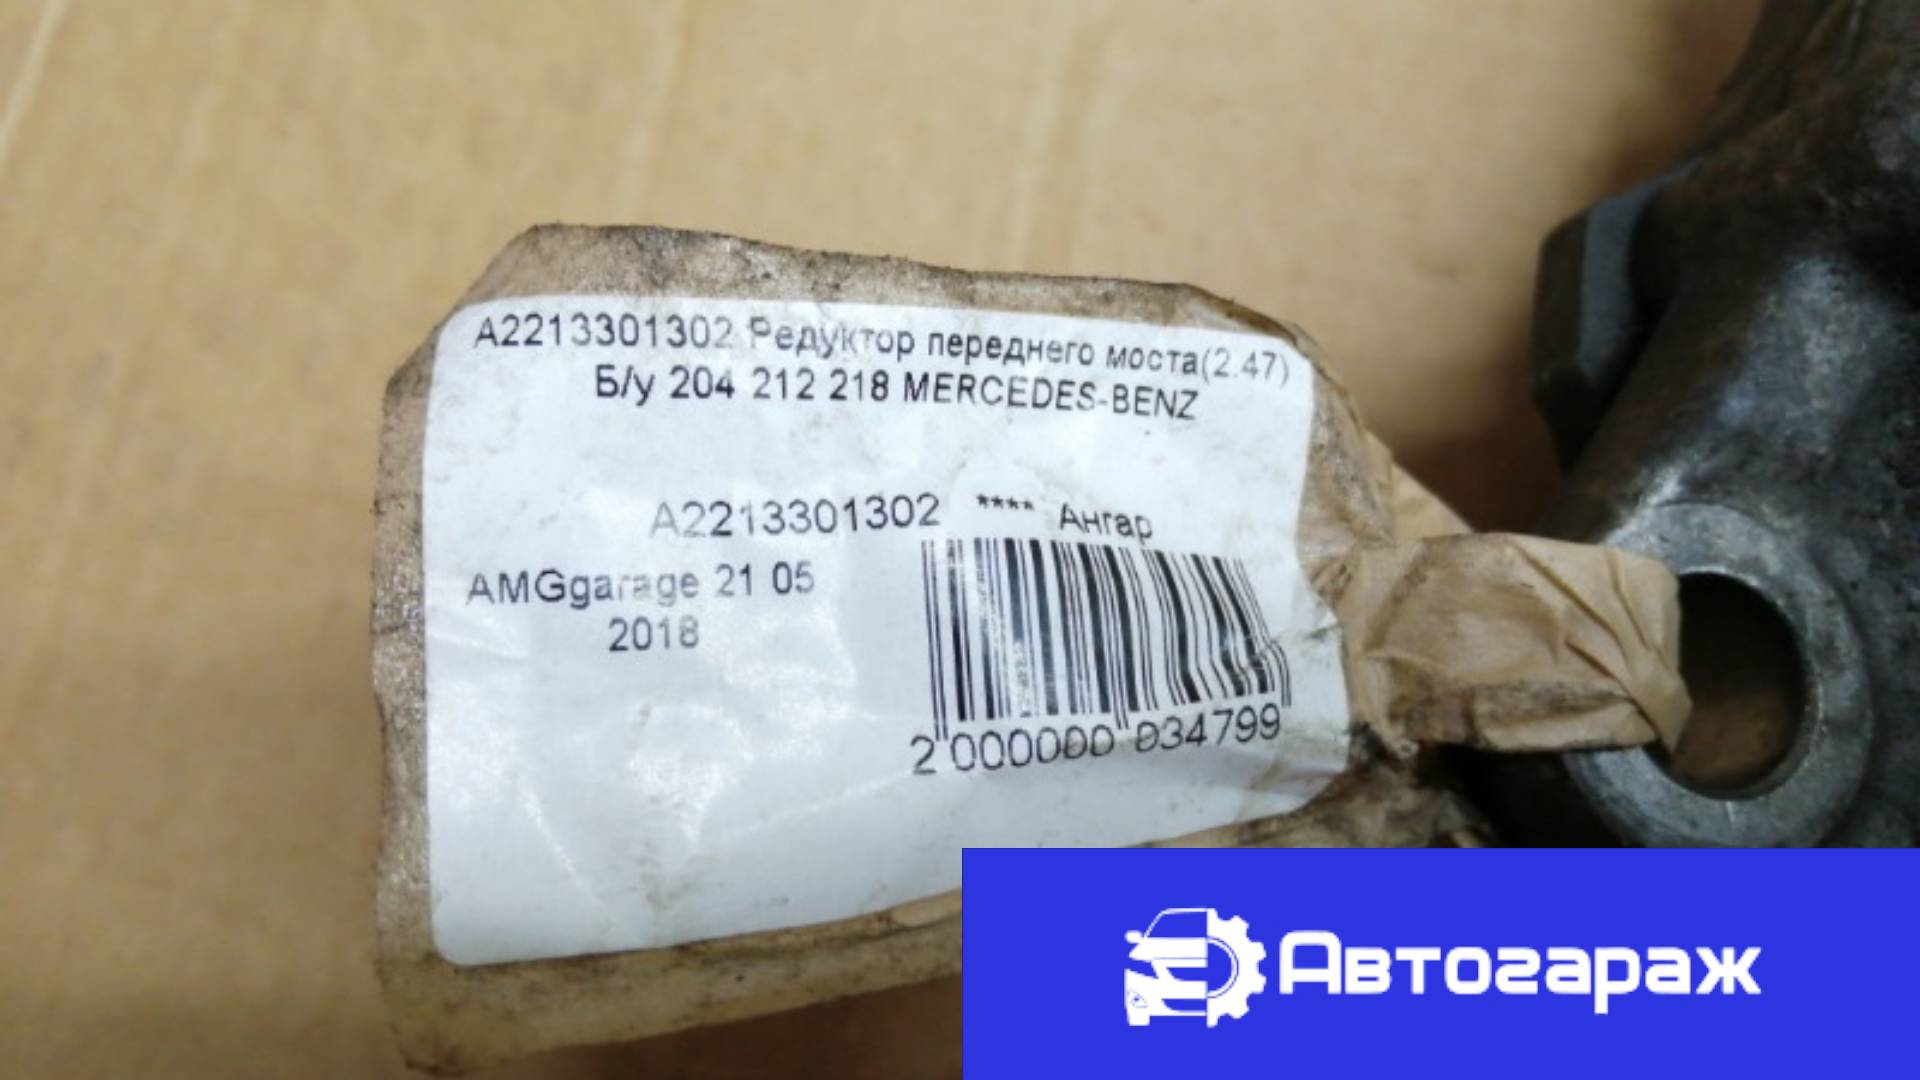 A2213301302 Редуктор переднего моста(2.47)
Б/у 204 212 218 MERCEDES-BENZ
A2213301302 **** Ангар
AMGgarage 21 05
2018
2 000000 034799
Автогараж